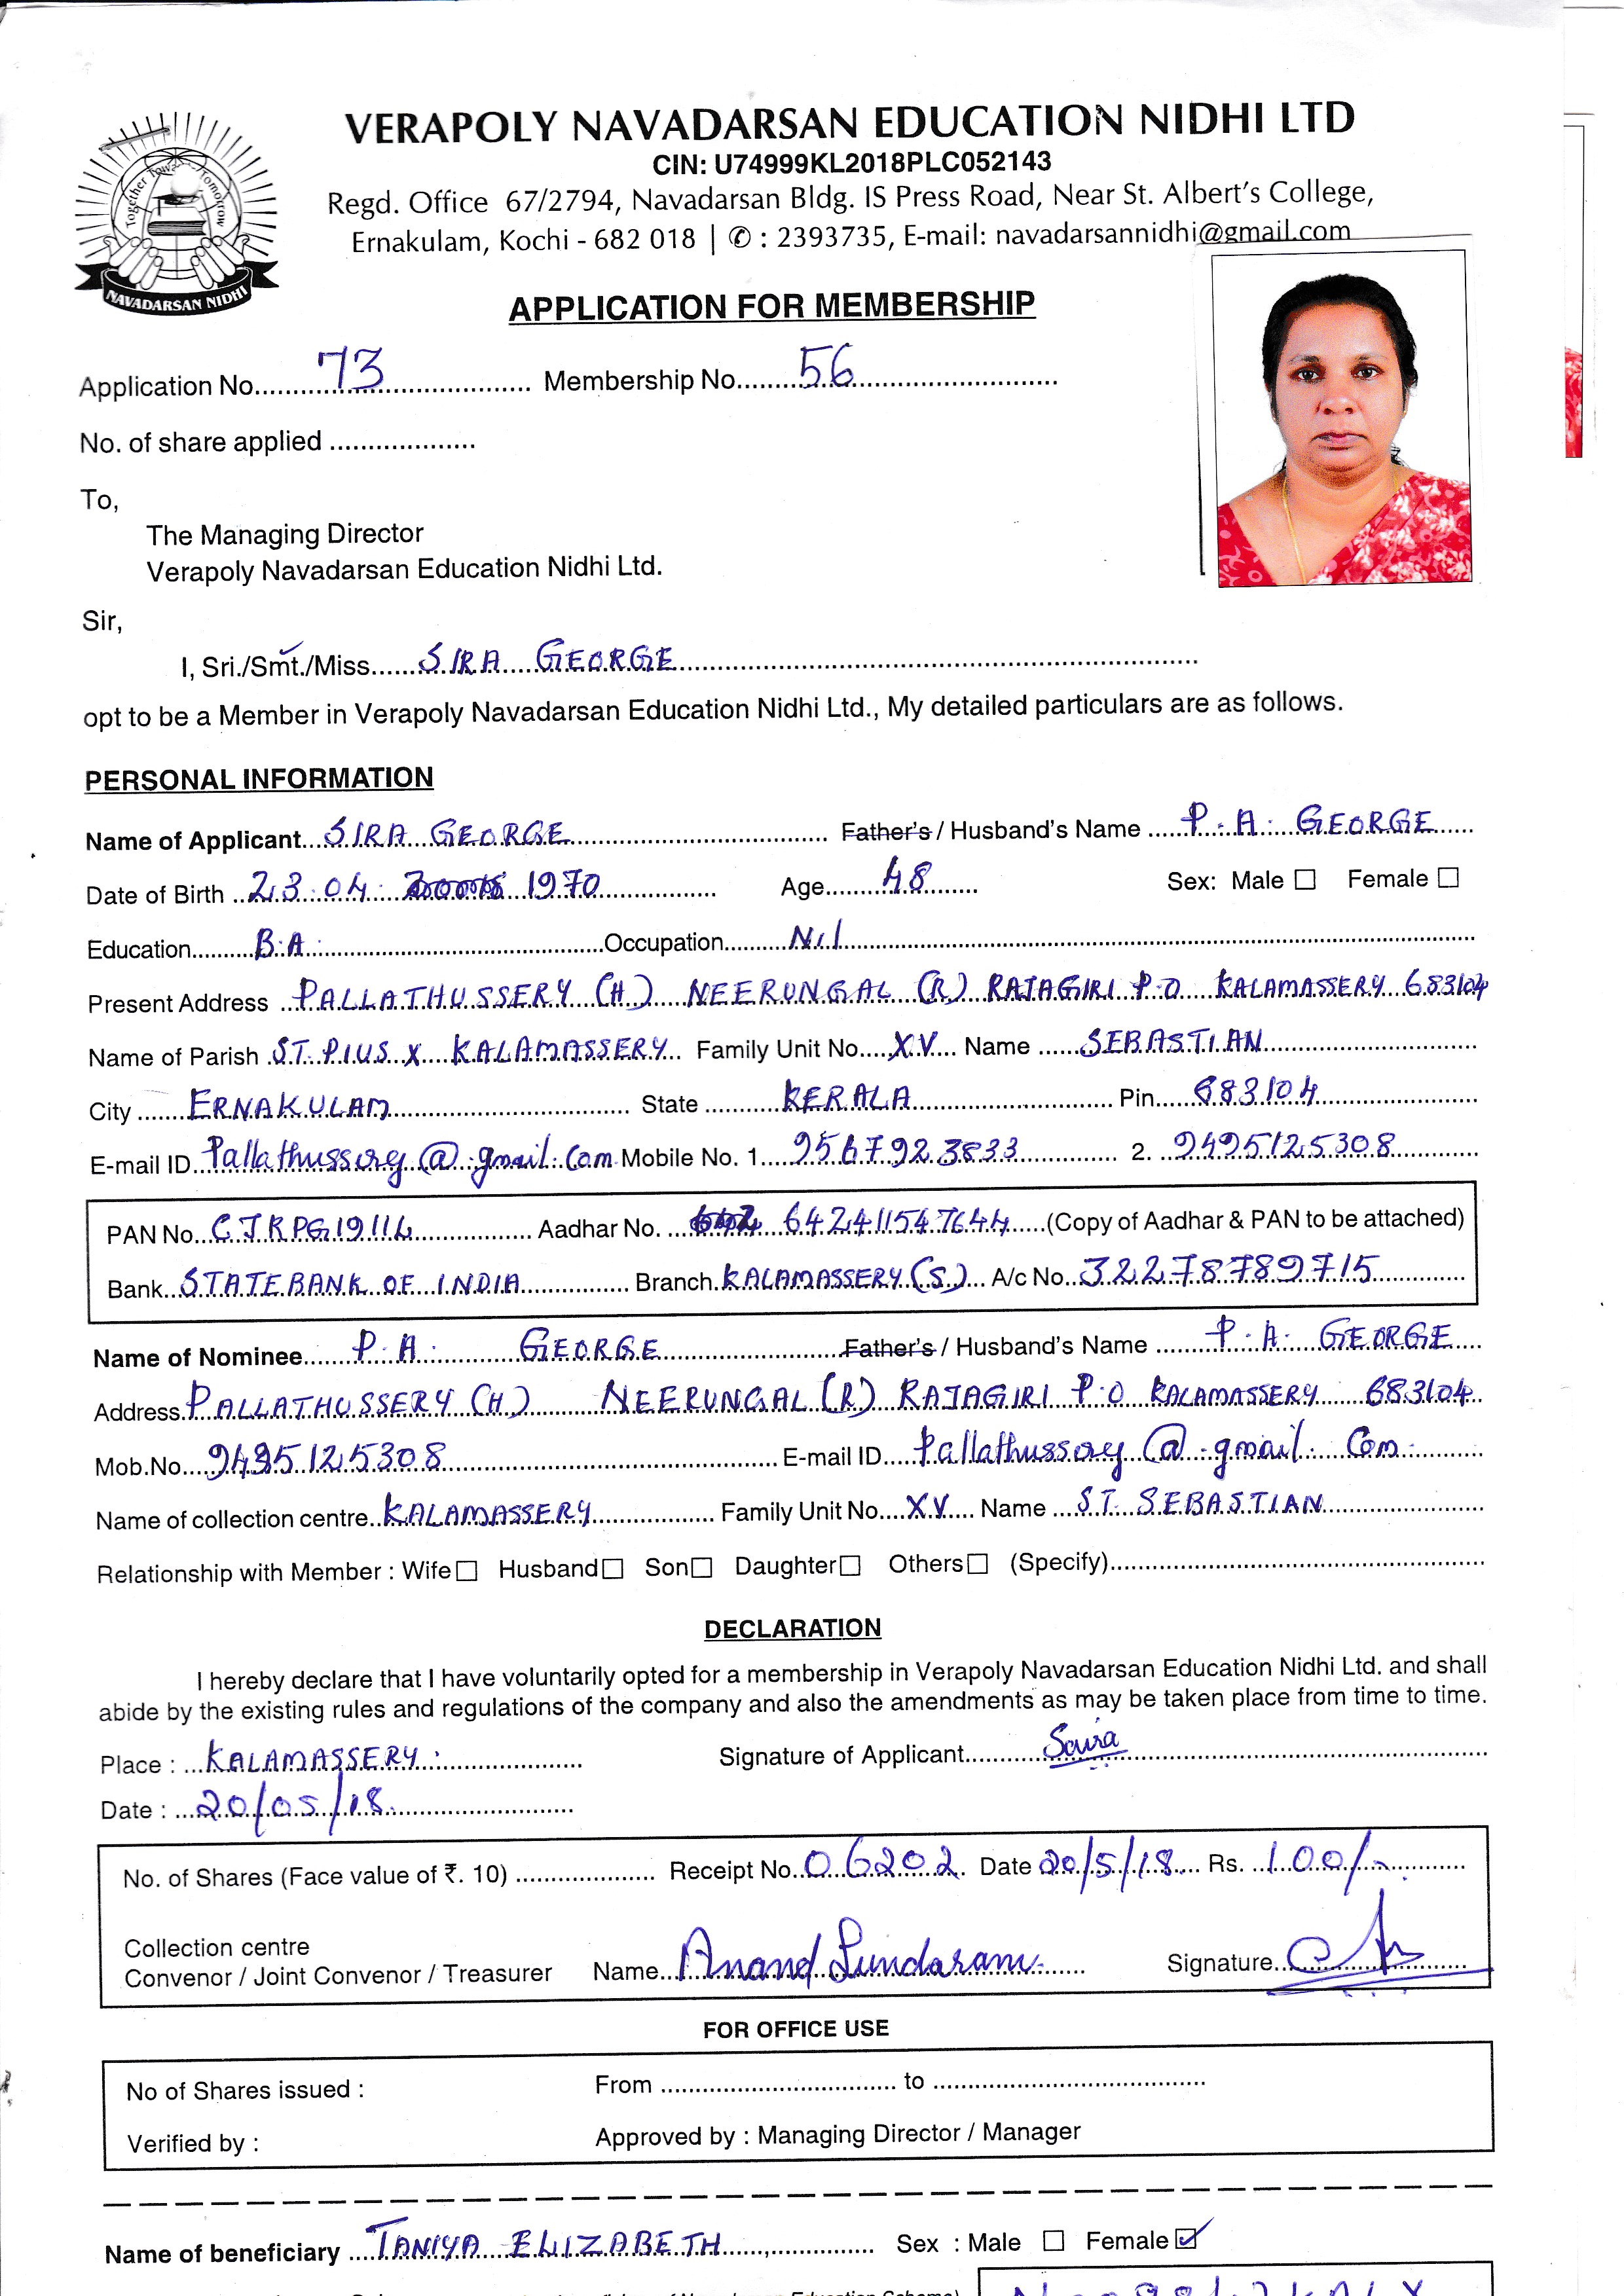 VERAPOLY NAVADARSAN EDUCATION NIDHI LTD
CIN: U74999KL2018PLC052143
Regd. Office 67/2794, Navadarsan Bldg. IS Press Road, Near St. Albert's College,
Ernakulam, Kochi - 682 018 | ✆ : 2393735, E-mail: navadarsannidhi@gmail.com
Together Tomorrow
NAVADARSAN NIDHI
APPLICATION FOR MEMBERSHIP
Application No. 73 Membership No. 56
No. of share applied
To,
The Managing Director
Verapoly Navadarsan Education Nidhi Ltd.
Sir,
I, Sri./Smt./Miss. SIRA GEORGE
opt to be a Member in Verapoly Navadarsan Education Nidhi Ltd., My detailed particulars are as follows.
PERSONAL INFORMATION
Name of Applicant SIRA GEORGE Father's / Husband's Name P. A. GEORGE
Date of Birth 23.04. 1970 Age 48 Sex: Male ☐ Female ☐
Education B.A. Occupation Nil
Present Address PALLATHUSSERY (H) NEERUNGAL (R) RAJAGIRI P.O KALAMASSERY 683104
Name of Parish ST. PIUS X KALAMASSERY Family Unit No. XV Name SEBASTIAN
City ERNAKULAM State KERALA Pin 683104
E-mail ID Pallathussery@.gmail.com Mobile No. 1. 9567923833 2. 9495125308
PAN No. Aadhar No. 642411547644 (Copy of Aadhar & PAN to be attached)
Bank STATE BANK OF INDIA Branch KALAMASSERY (S) A/c No. 32278789715
Name of Nominee P. A. GEORGE Father's / Husband's Name P. A. GEORGE
Address PALLATHUSSERY (H) NEERUNGAL (R) RAJAGIRI P.O KALAMASSERY 683104
Mob.No. 9495125308 E-mail ID Pallathussery@.gmail.com
Name of collection centre KALAMASSERY Family Unit No. XV Name ST. SEBASTIAN
Relationship with Member : Wife ☐ Husband ☐ Son ☐ Daughter ☐ Others ☐ (Specify)
DECLARATION
I hereby declare that I have voluntarily opted for a membership in Verapoly Navadarsan Education Nidhi Ltd. and shall
abide by the existing rules and regulations of the company and also the amendments as may be taken place from time to time.
Place : KALAMASSERY. Signature of Applicant
Date : 20/05/18
No. of Shares (Face value of ₹. 10) Receipt No. 06202 Date 20/5/18 Rs. 100/-
Collection centre
Convenor / Joint Convenor / Treasurer Name Anand Sundaram Signature
FOR OFFICE USE
No of Shares issued : From to
Verified by : Approved by : Managing Director / Manager
Name of beneficiary TANIYA ELIZABETH Sex : Male ☐ Female ☑